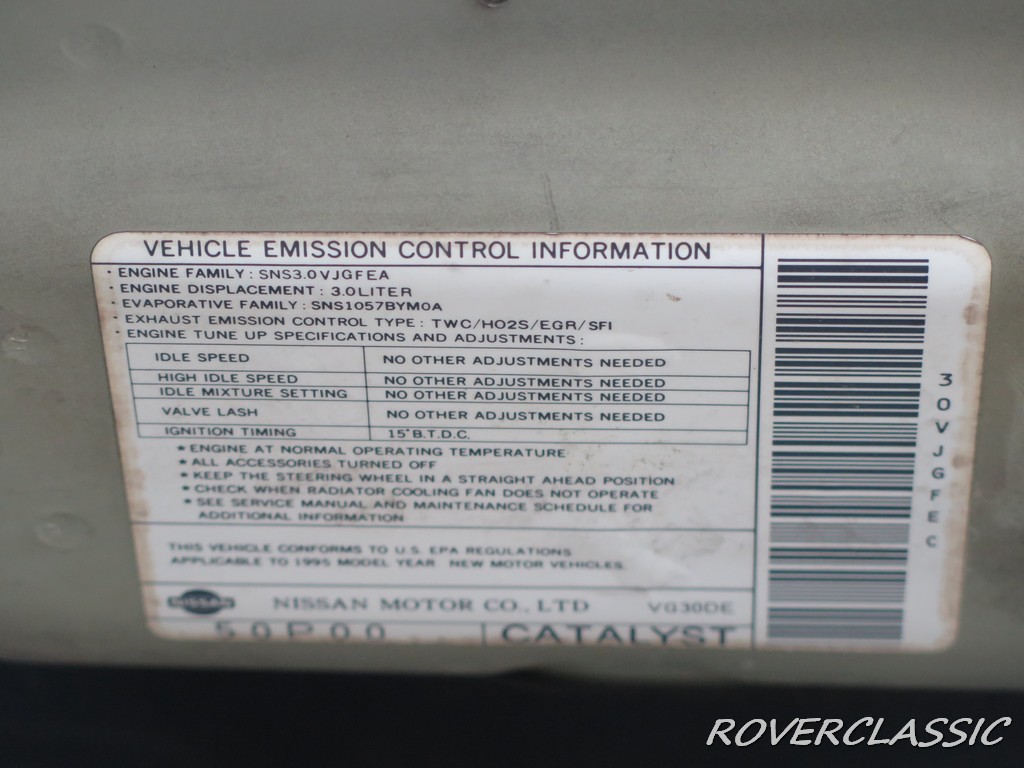 VEHICLE EMISSION CONTROL INFORMATION
· ENGINE FAMILY : SNS3.0VJGFEA
· ENGINE DISPLACEMENT : 3.0LITER
· EVAPORATIVE FAMILY : SNS1057BYM0A
· EXHAUST EMISSION CONTROL TYPE : TWC/HO2S/EGR/SFI
· ENGINE TUNE UP SPECIFICATIONS AND ADJUSTMENTS :
IDLE SPEED NO OTHER ADJUSTMENTS NEEDED
HIGH IDLE SPEED NO OTHER ADJUSTMENTS NEEDED
IDLE MIXTURE SETTING NO OTHER ADJUSTMENTS NEEDED
VALVE LASH NO OTHER ADJUSTMENTS NEEDED
IGNITION TIMING 15° B.T.D.C.
* ENGINE AT NORMAL OPERATING TEMPERATURE
* ALL ACCESSORIES TURNED OFF
* KEEP THE STEERING WHEEL IN A STRAIGHT AHEAD POSITION
* CHECK WHEN RADIATOR COOLING FAN DOES NOT OPERATE
* SEE SERVICE MANUAL AND MAINTENANCE SCHEDULE FOR
ADDITIONAL INFORMATION
THIS VEHICLE CONFORMS TO U.S. EPA REGULATIONS
APPLICABLE TO 1995 MODEL YEAR NEW MOTOR VEHICLES.
NISSAN NISSAN MOTOR CO., LTD VG30DE
50P00 CATALYST
30VJGFEC
ROVERCLASSIC